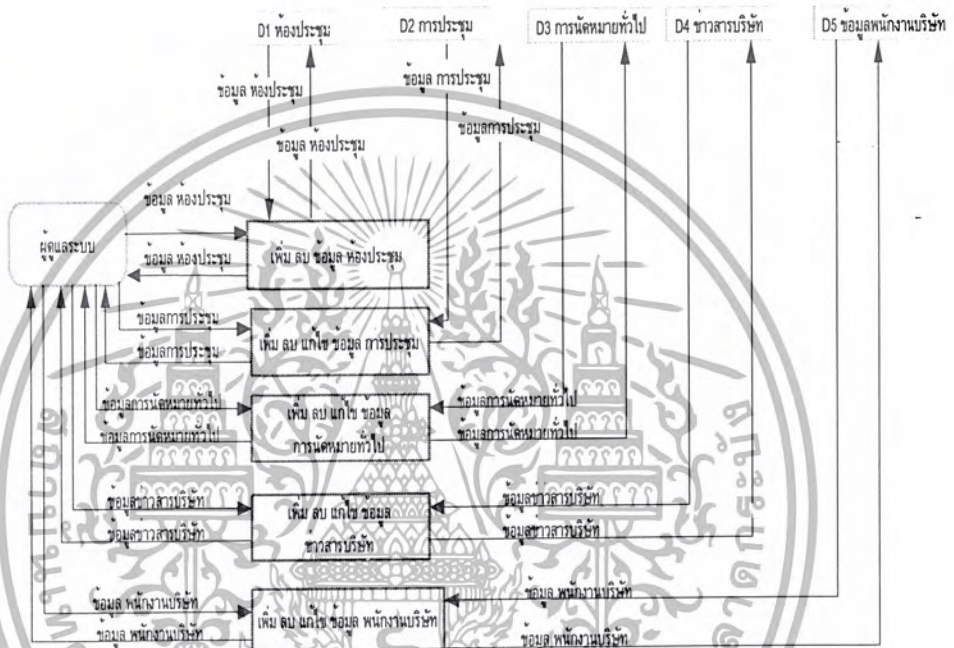 D1 ห้องประชุม
D2 การประชุม
D3 การนัดหมายทั่วไป
D4 ข่าวสารบริษัท
D5 ข้อมูลพนักงานบริษัท
ข้อมูล ห้องประชุม
ข้อมูล การประชุม
ข้อมูลการประชุม
ข้อมูล ห้องประชุม
ข้อมูล ห้องประชุม
ผู้ดูแลระบบ
ข้อมูล ห้องประชุม
เพิ่ม ลบ ข้อมูล ห้องประชุม
ข้อมูลการประชุม
ข้อมูลการประชุม
เพิ่ม ลบ แก้ไข ข้อมูล การประชุม
ข้อมูลการนัดหมายทั่วไป
ข้อมูลการนัดหมายทั่วไป
เพิ่ม ลบ แก้ไข ข้อมูล
การนัดหมายทั่วไป
ข้อมูลการนัดหมายทั่วไป
ข้อมูลการนัดหมายทั่วไป
ข้อมูลข่าวสารบริษัท
ข้อมูลข่าวสารบริษัท
เพิ่ม ลบ แก้ไข ข้อมูล
ข่าวสารบริษัท
ข้อมูลข่าวสารบริษัท
ข้อมูลข่าวสารบริษัท
ข้อมูล พนักงานบริษัท
ข้อมูล พนักงานบริษัท
เพิ่ม ลบ แก้ไข ข้อมูล พนักงานบริษัท
ข้อมูล พนักงานบริษัท
ข้อมูล พนักงานบริษัท